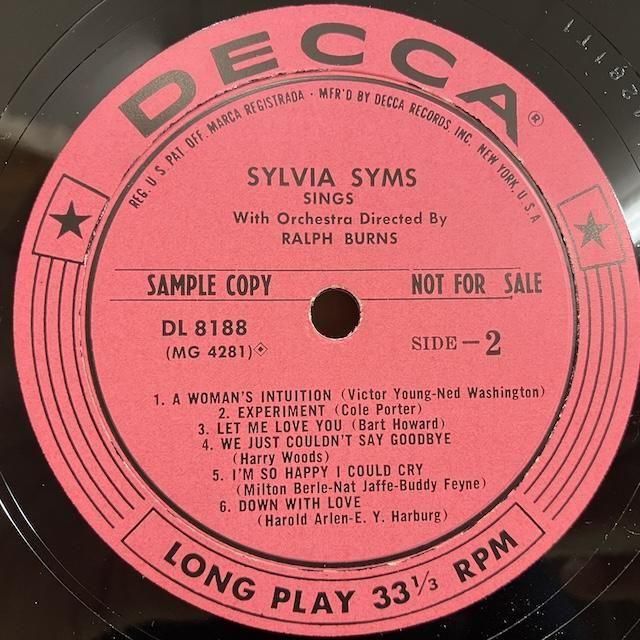 DECCA®
REG. U.S. PAT. OFF. MARCA REGISTRADA · MFR'D BY DECCA RECORDS, INC., NEW YORK, U.S.A.
SYLVIA SYMS
SINGS
With Orchestra Directed By
RALPH BURNS
SAMPLE COPY NOT FOR SALE
DL 8188
(MG 4281)
SIDE—2
1. A WOMAN'S INTUITION (Victor Young-Ned Washington)
2. EXPERIMENT (Cole Porter)
3. LET ME LOVE YOU (Bart Howard)
4. WE JUST COULDN'T SAY GOODBYE
(Harry Woods)
5. I'M SO HAPPY I COULD CRY
(Milton Berle-Nat Jaffe-Buddy Feyne)
6. DOWN WITH LOVE
(Harold Arlen-E. Y. Harburg)
LONG PLAY 33⅓ RPM